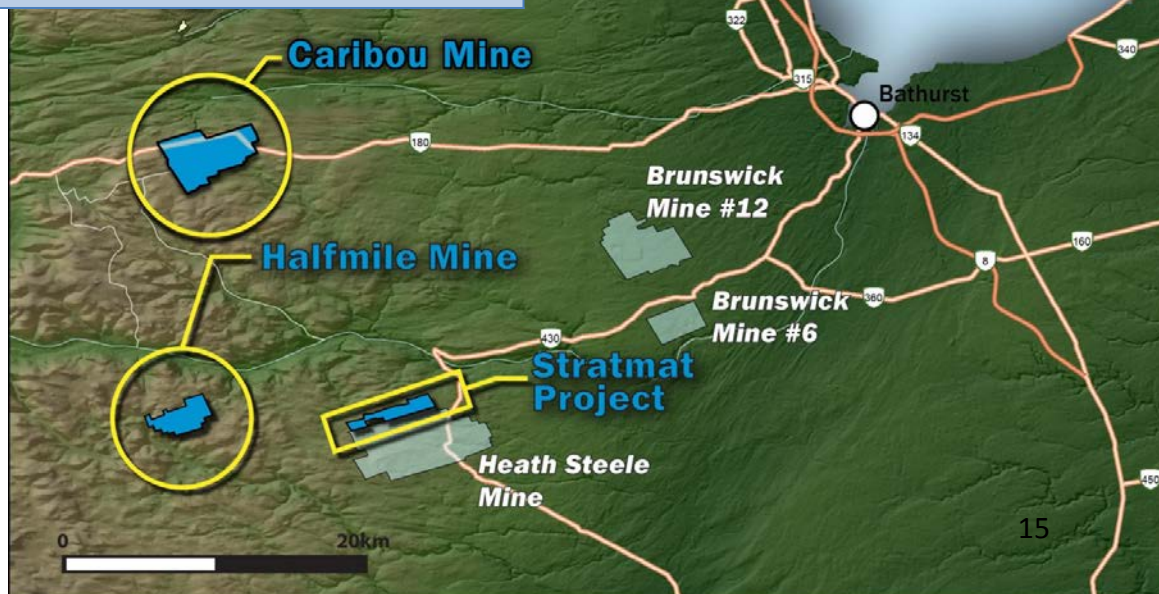 322
340
Caribou Mine
315
Bathurst
134
180
Brunswick
Mine #12
160
Halfmile Mine
8
360
Brunswick
Mine #6
430
Stratmat
Project
Heath Steele
Mine
450
15
0
20km